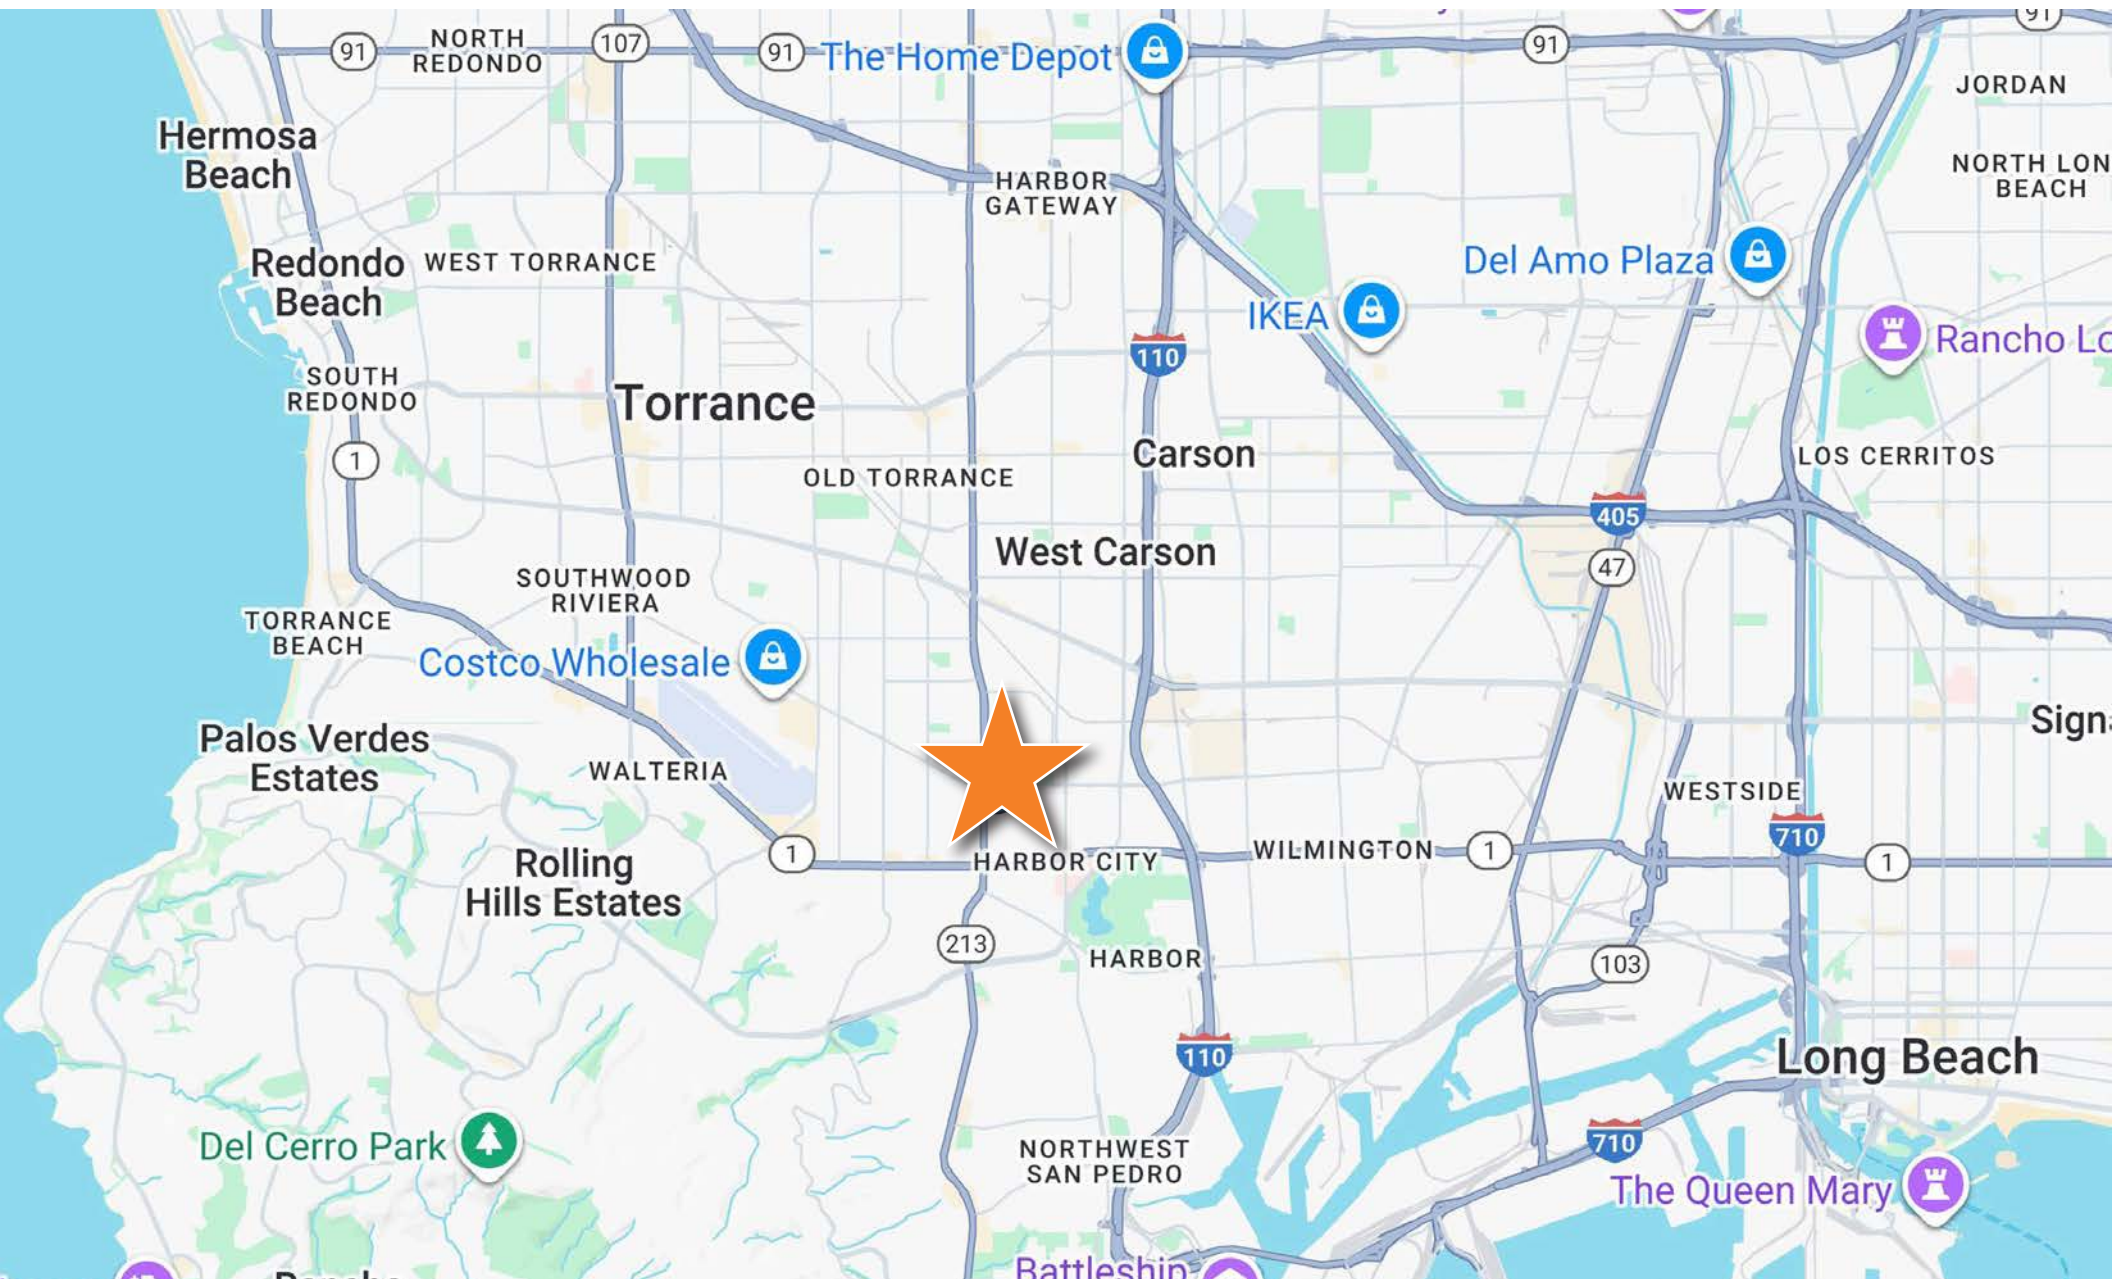 91
NORTH
REDONDO
107
91
The Home Depot
91
91
JORDAN
Hermosa
Beach
HARBOR
GATEWAY
NORTH LON
BEACH
Redondo
Beach
WEST TORRANCE
Del Amo Plaza
IKEA
110
Rancho Lo
SOUTH
REDONDO
Torrance
1
Carson
LOS CERRITOS
OLD TORRANCE
405
West Carson
47
SOUTHWOOD
RIVIERA
TORRANCE
BEACH
Costco Wholesale
Palos Verdes
Estates
WALTERIA
Sign
WESTSIDE
710
1
HARBOR CITY
WILMINGTON
1
1
Rolling
Hills Estates
213
HARBOR
103
110
Long Beach
Del Cerro Park
NORTHWEST
SAN PEDRO
710
The Queen Mary
Battleship